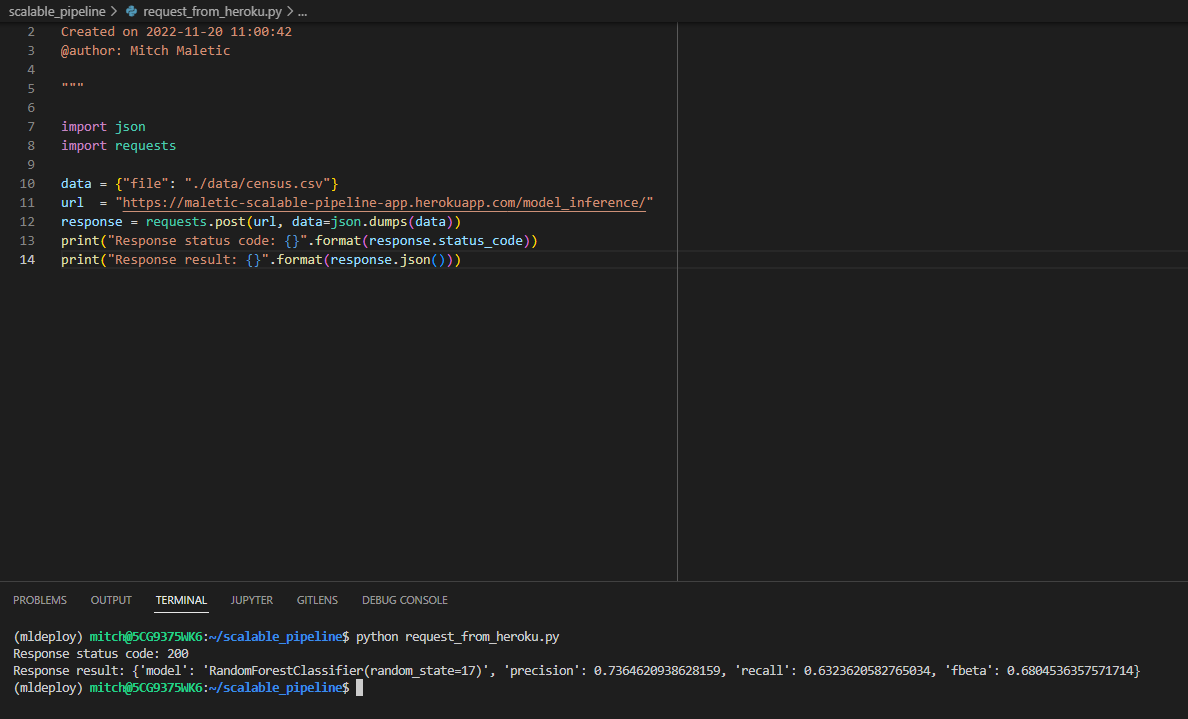 scalable_pipeline > request_from_heroku.py > ...
2 Created on 2022-11-20 11:00:42
3 @author: Mitch Maletic
4
5 """
6
7 import json
8 import requests
9
10 data = {"file": "./data/census.csv"}
11 url  = "https://maletic-scalable-pipeline-app.herokuapp.com/model_inference/"
12 response = requests.post(url, data=json.dumps(data))
13 print("Response status code: {}".format(response.status_code))
14 print("Response result: {}".format(response.json()))
PROBLEMS OUTPUT TERMINAL JUPYTER GITLENS DEBUG CONSOLE
(mldeploy) mitch@5CG9375WK6:~/scalable_pipeline$ python request_from_heroku.py
Response status code: 200
Response result: {'model': 'RandomForestClassifier(random_state=17)', 'precision': 0.7364620938628159, 'recall': 0.6323620582765034, 'fbeta': 0.6804536357571714}
(mldeploy) mitch@5CG9375WK6:~/scalable_pipeline$